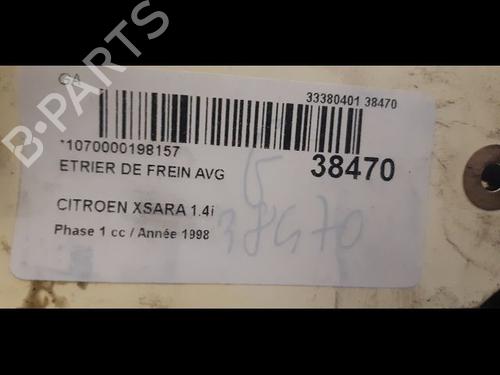 GA
33380401 38470
*1070000198157
38470
ETRIER DE FREIN AVG
CITROEN XSARA 1.4i
Phase 1 cc / Année 1998
G
38470
B-PARTS